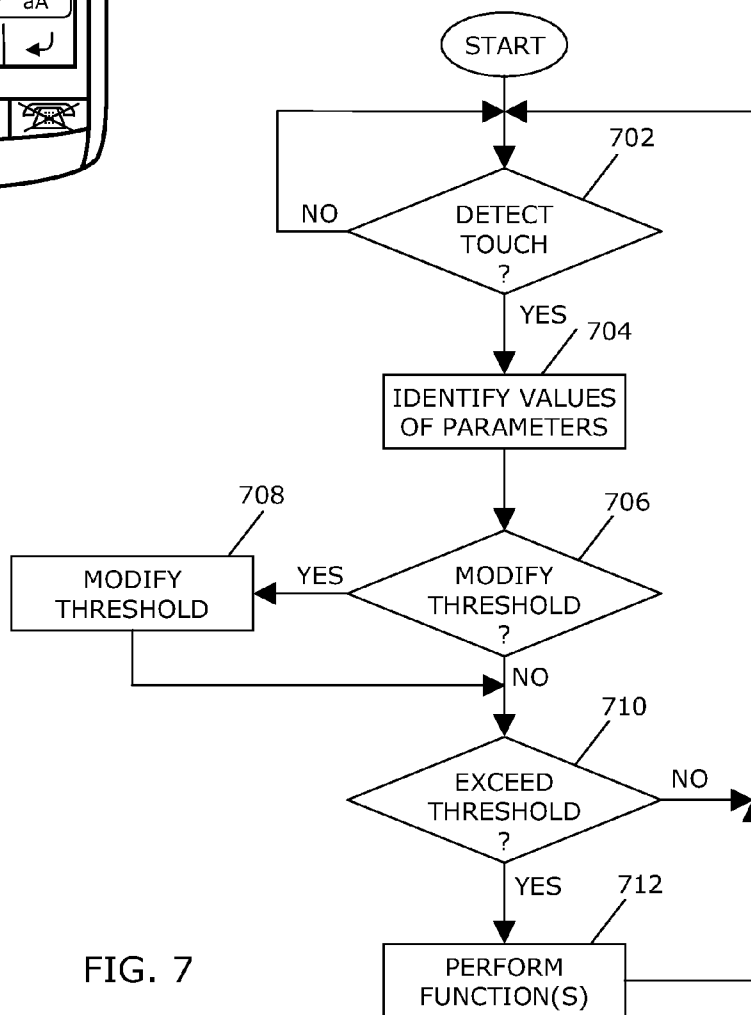 aA
START
702
NO
DETECT
TOUCH
?
YES
704
IDENTIFY VALUES
OF PARAMETERS
708
706
MODIFY
THRESHOLD
YES
MODIFY
THRESHOLD
?
NO
710
EXCEED
THRESHOLD
?
NO
YES
712
PERFORM
FUNCTION(S)
FIG. 7